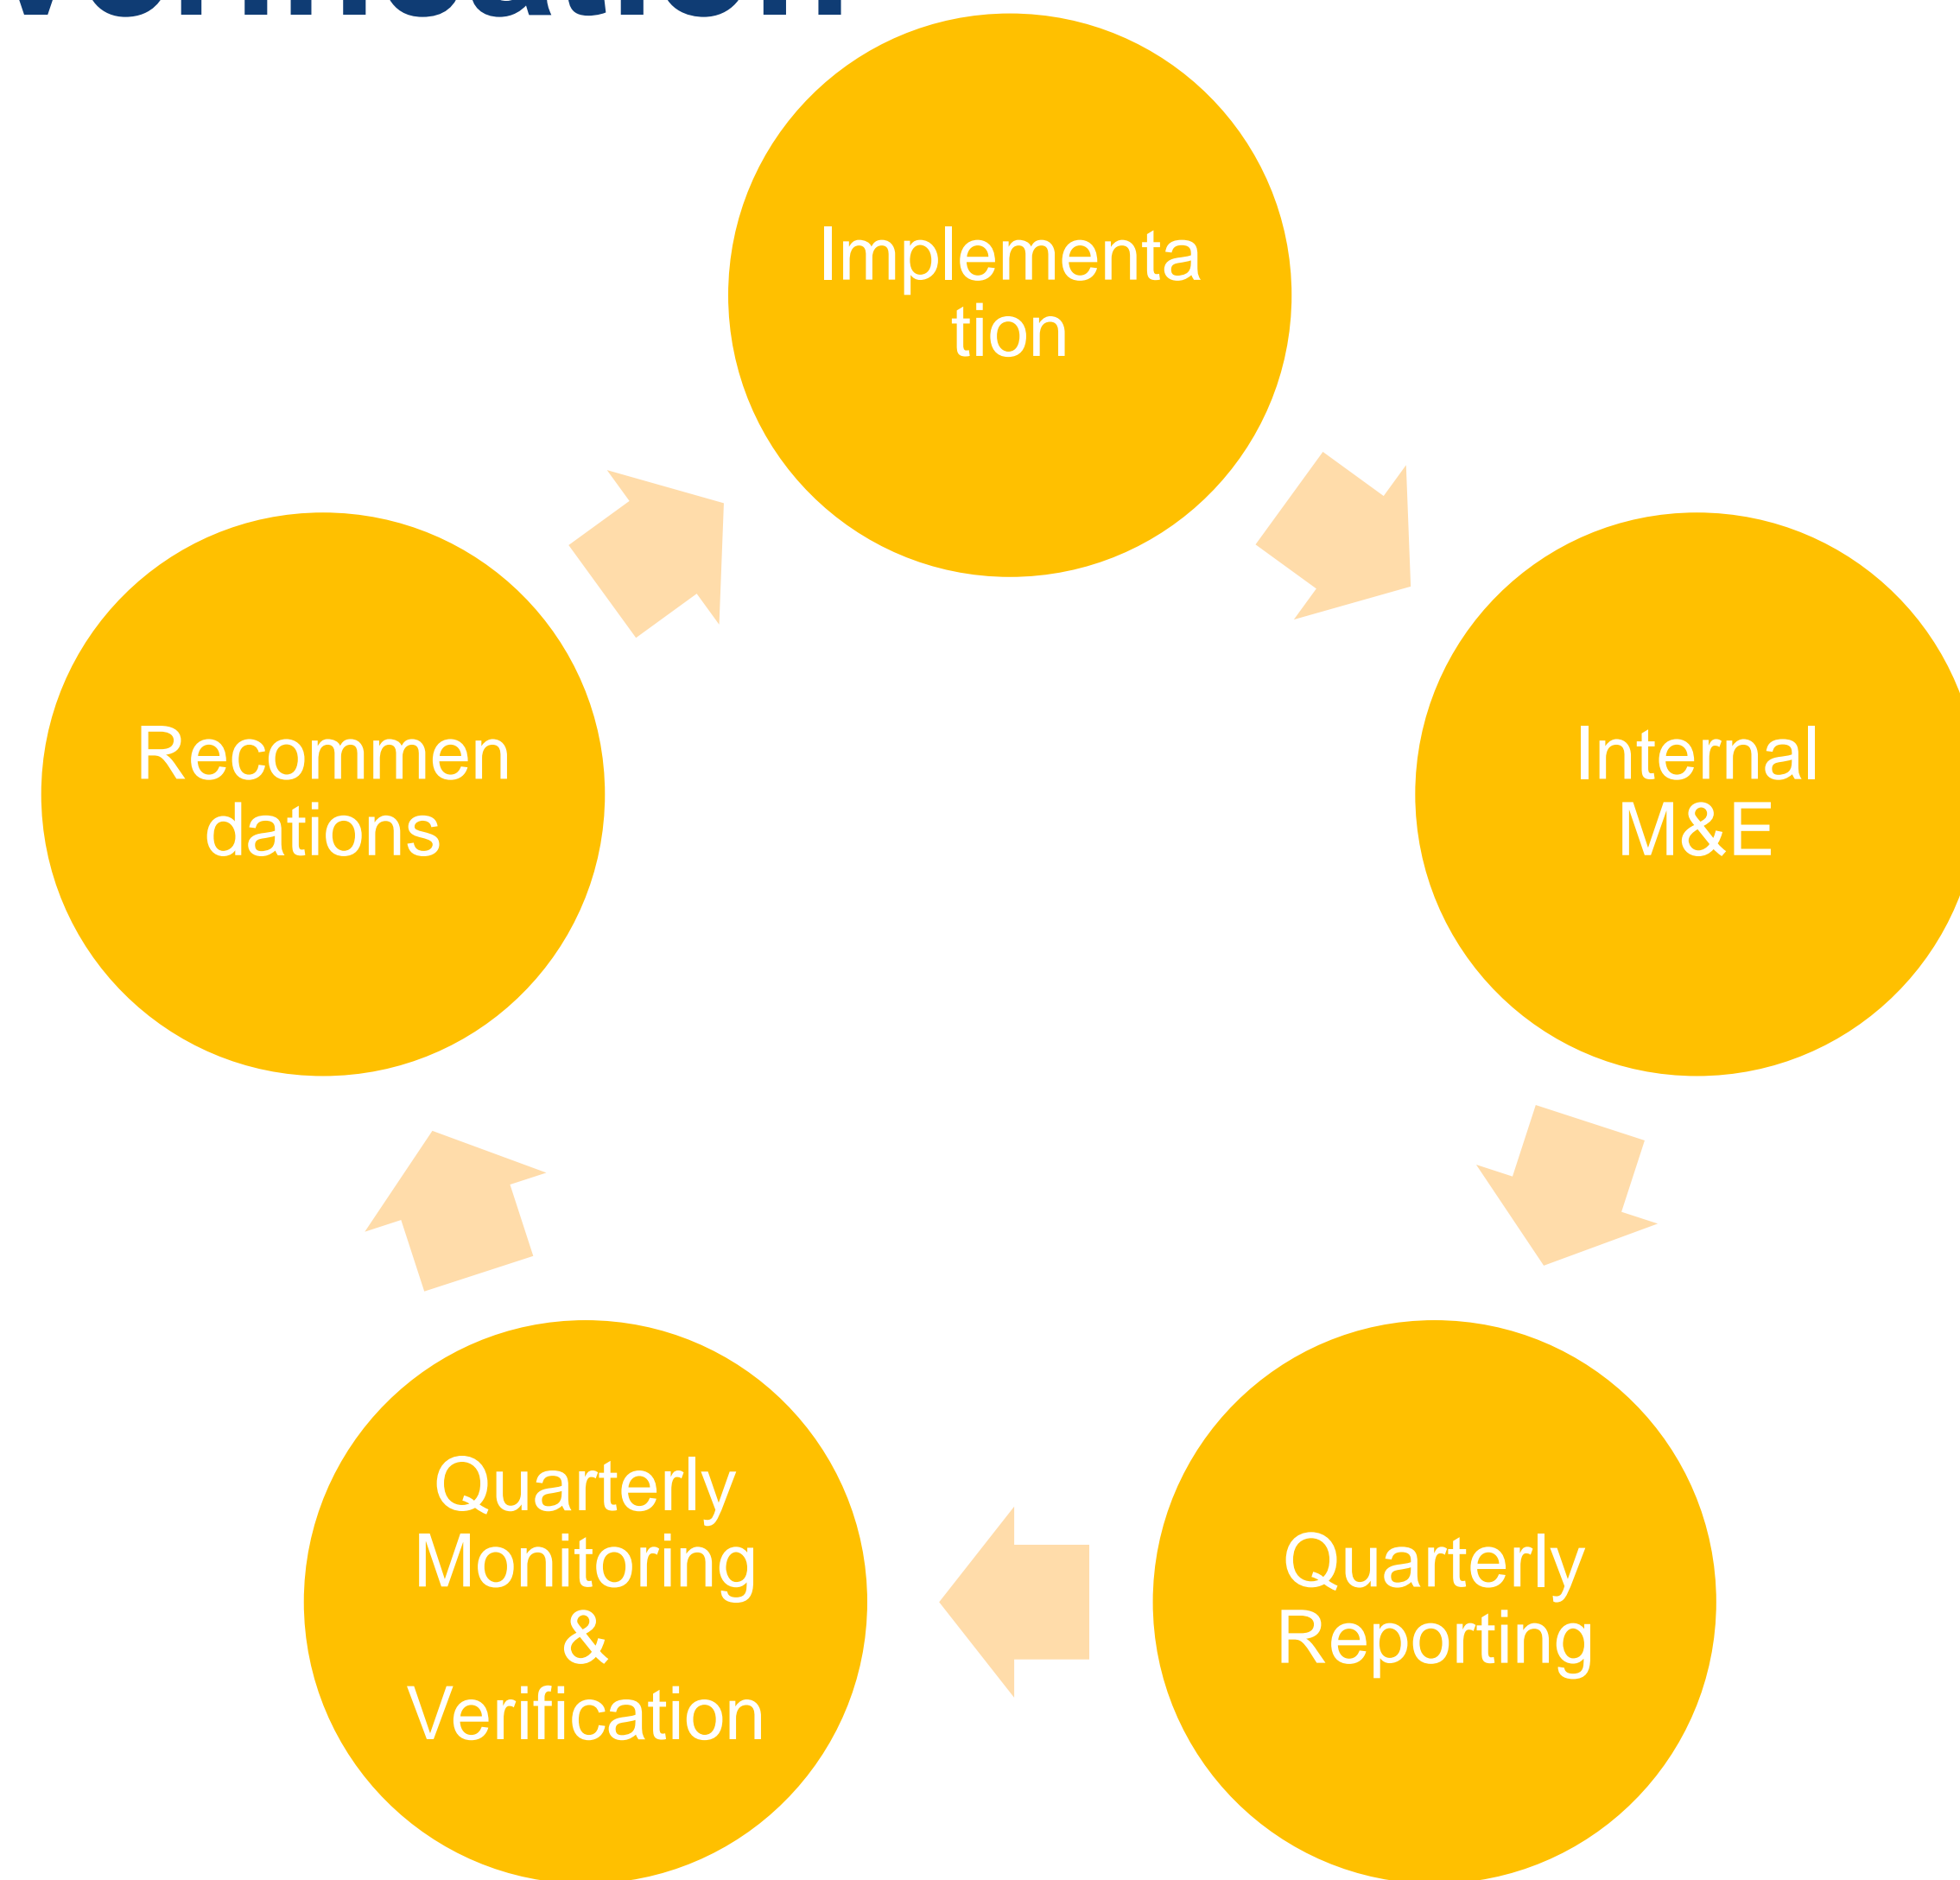 Implementa
tion
Recommen
dations
Internal
M&E
Quarterly
Monitoring
&
Verification
Quarterly
Reporting